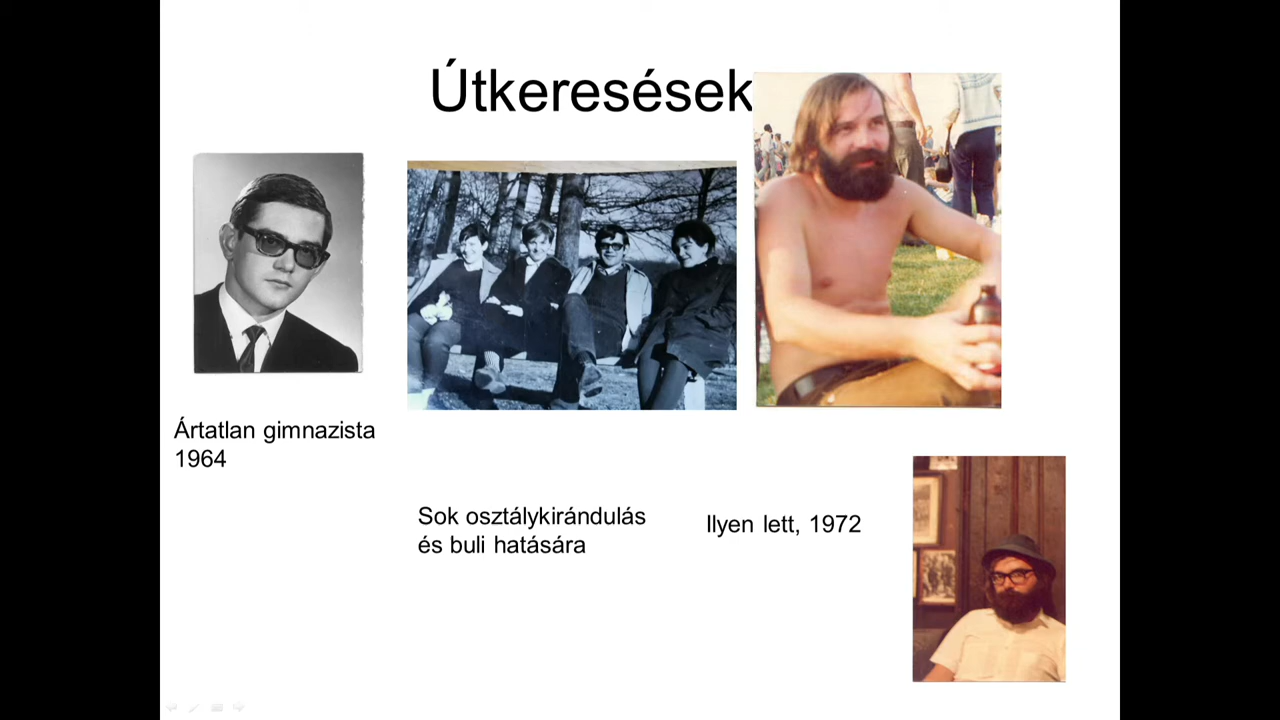 Útkeresések
Ártatlan gimnazista
1964
Sok osztálykirándulás
és buli hatására
Ilyen lett, 1972